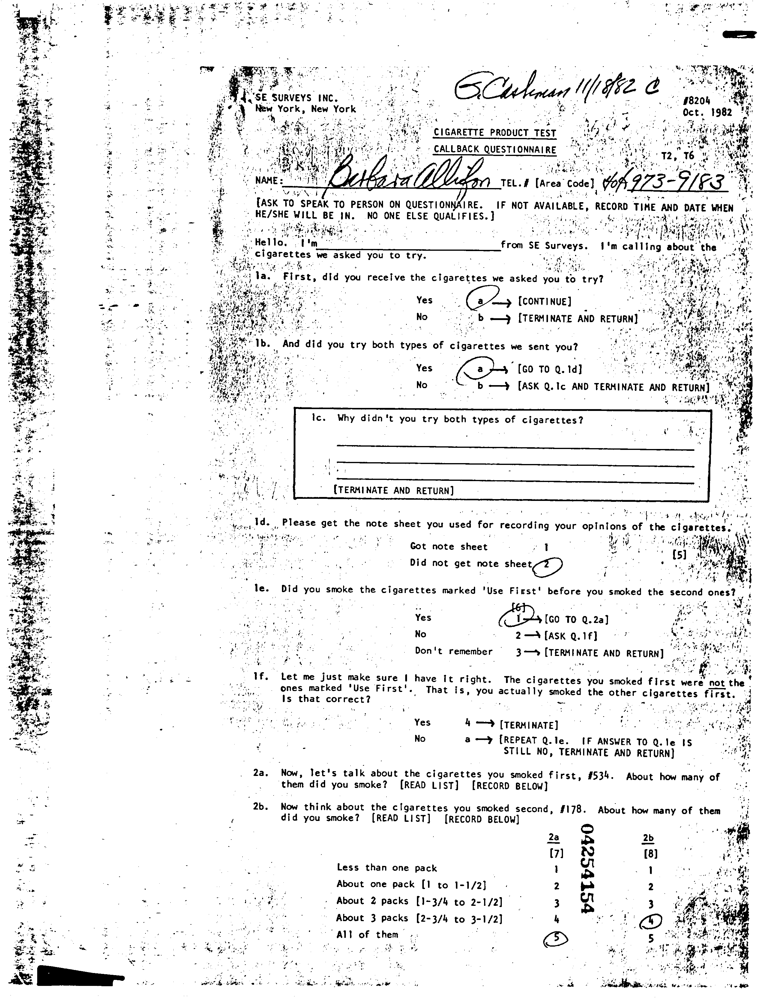 G. Cashman 11/18/82 C
SE SURVEYS INC.
New York, New York
#8204
Oct. 1982
CIGARETTE PRODUCT TEST
CALLBACK QUESTIONNAIRE
T2, T6
NAME: Barbara TEL.# [Area Code] 973-9183
[ASK TO SPEAK TO PERSON ON QUESTIONNAIRE. IF NOT AVAILABLE, RECORD TIME AND DATE WHEN
HE/SHE WILL BE IN. NO ONE ELSE QUALIFIES.]
Hello. I'm from SE Surveys. I'm calling about the
cigarettes we asked you to try.
1a. First, did you receive the cigarettes we asked you to try?
Yes a → [CONTINUE]
No b → [TERMINATE AND RETURN]
1b. And did you try both types of cigarettes we sent you?
Yes a → [GO TO Q.1d]
No b → [ASK Q.1c AND TERMINATE AND RETURN]
1c. Why didn't you try both types of cigarettes?
[TERMINATE AND RETURN]
1d. Please get the note sheet you used for recording your opinions of the cigarettes.
Got note sheet 1
[5]
Did not get note sheet 2
1e. Did you smoke the cigarettes marked 'Use First' before you smoked the second ones?
[6]
Yes 1 → [GO TO Q.2a]
No 2 → [ASK Q.1f]
Don't remember 3 → [TERMINATE AND RETURN]
1f. Let me just make sure I have it right. The cigarettes you smoked first were not the
ones marked 'Use First'. That is, you actually smoked the other cigarettes first.
Is that correct?
Yes 4 → [TERMINATE]
No a → [REPEAT Q.1e. IF ANSWER TO Q.1e IS
STILL NO, TERMINATE AND RETURN]
2a. Now, let's talk about the cigarettes you smoked first, #534. About how many of
them did you smoke? [READ LIST] [RECORD BELOW]
2b. Now think about the cigarettes you smoked second, #178. About how many of them
did you smoke? [READ LIST] [RECORD BELOW]
2a 2b
[7] [8]
Less than one pack 1 1
About one pack [1 to 1-1/2] 2 2
About 2 packs [1-3/4 to 2-1/2] 3 3
About 3 packs [2-3/4 to 3-1/2] 4 4
All of them 5 5
04254154